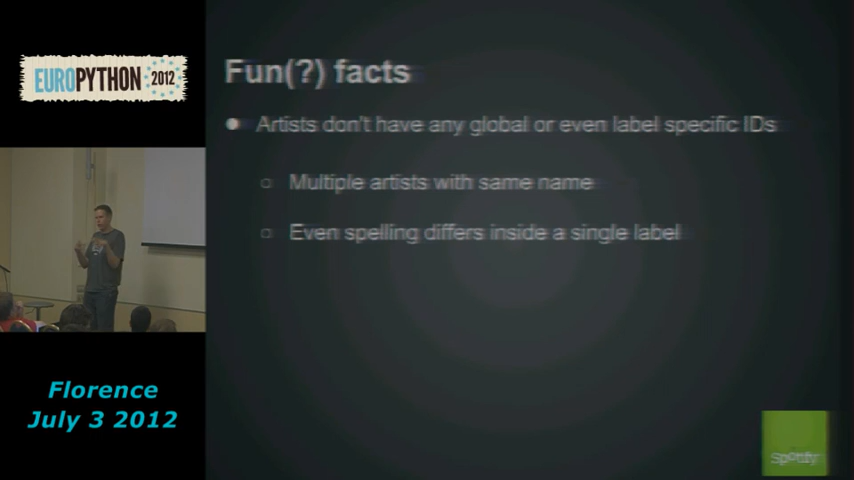 EUROPYTHON 2012
Fun(?) facts
Artists don't have any global or even label specific IDs
Multiple artists with same name
Even spelling differs inside a single label
Florence
July 3 2012
Spotify